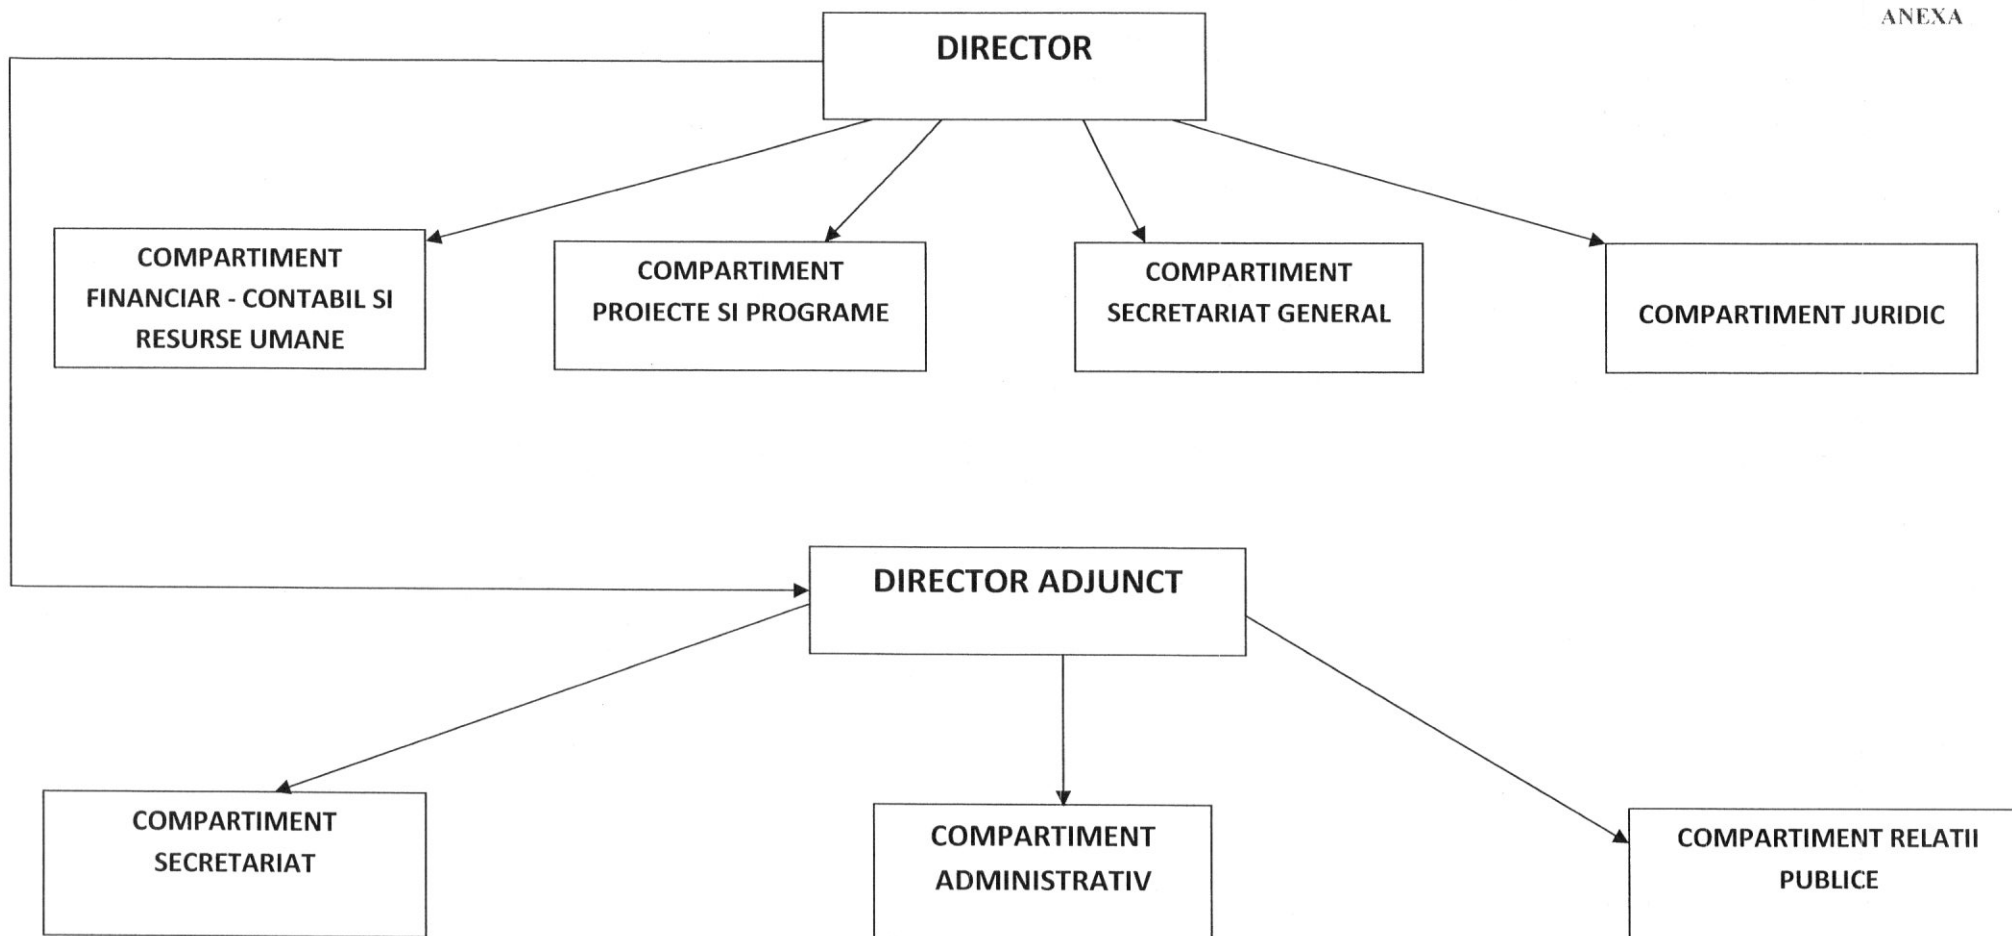 ANEXA
DIRECTOR
COMPARTIMENT
FINANCIAR - CONTABIL SI
RESURSE UMANE
COMPARTIMENT
PROIECTE SI PROGRAME
COMPARTIMENT
SECRETARIAT GENERAL
COMPARTIMENT JURIDIC
DIRECTOR ADJUNCT
COMPARTIMENT
SECRETARIAT
COMPARTIMENT
ADMINISTRATIV
COMPARTIMENT RELATII
PUBLICE